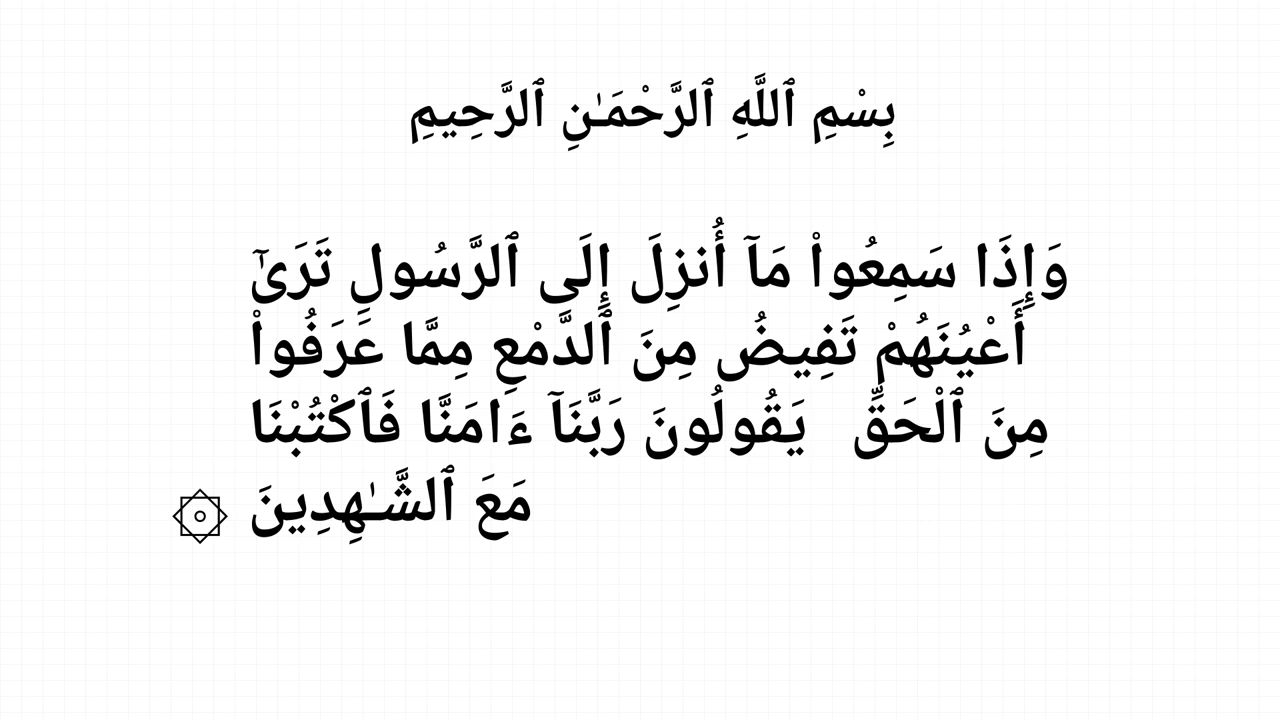 بِسْمِ ٱللَّهِ ٱلرَّحْمَـٰنِ ٱلرَّحِيمِ
وَإِذَا سَمِعُوا۟ مَآ أُنزِلَ إِلَى ٱلرَّسُولِ تَرَىٰٓ
أَعْيُنَهُمْ تَفِيضُ مِنَ ٱلدَّمْعِ مِمَّا عَرَفُوا۟
مِنَ ٱلْحَقِّ يَقُولُونَ رَبَّنَآ ءَامَنَّا فَٱكْتُبْنَا
مَعَ ٱلشَّـٰهِدِينَ ۞